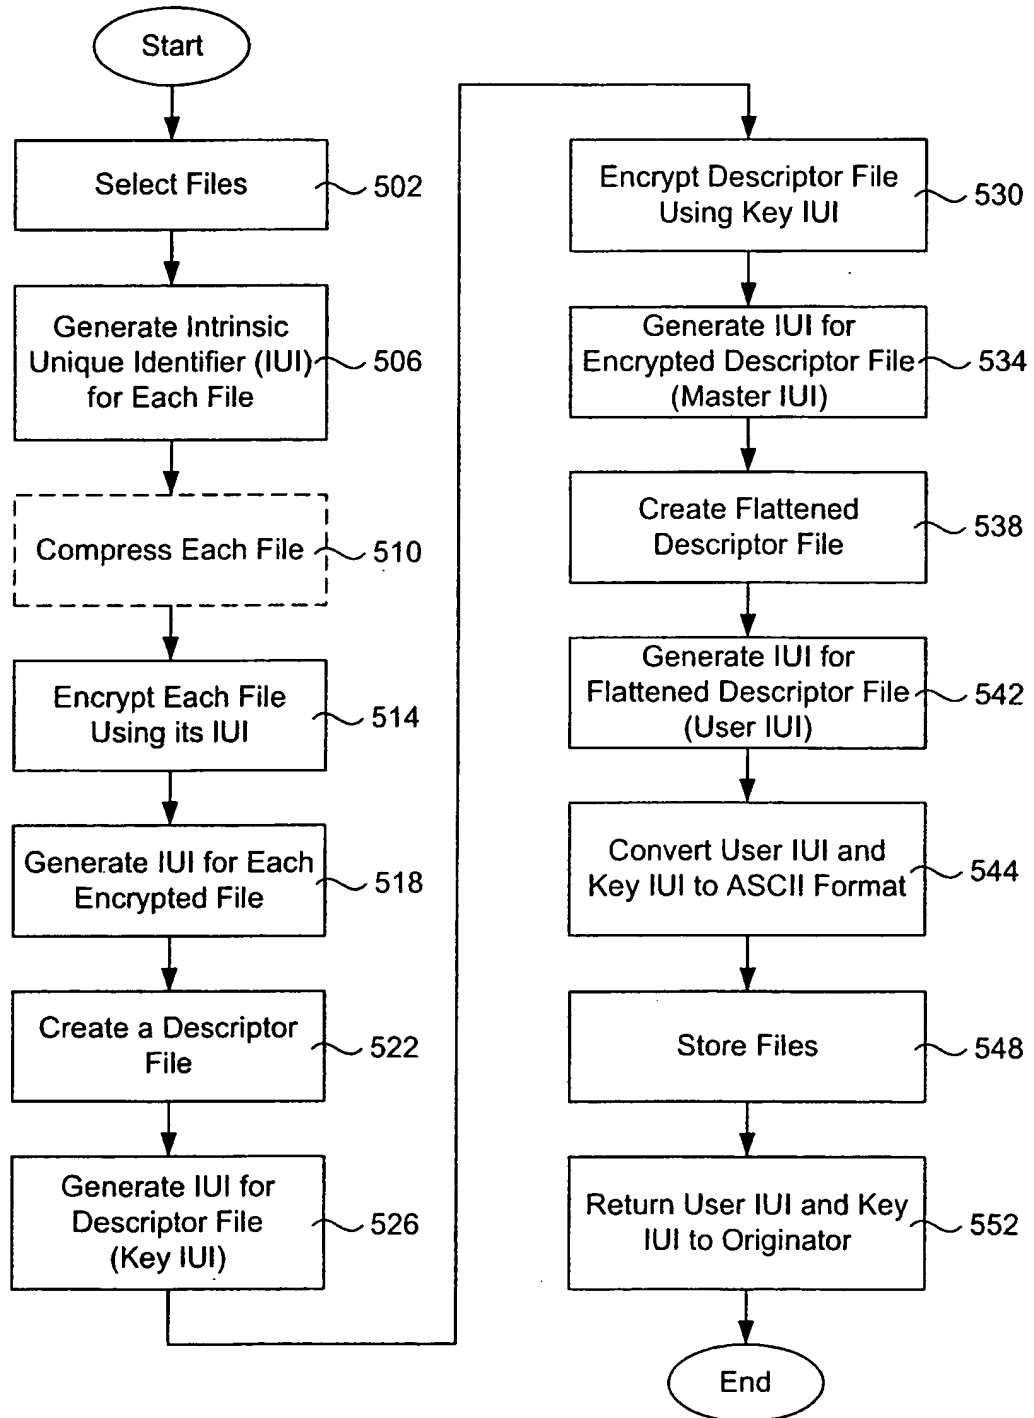 Start
Select Files
502
Generate Intrinsic
Unique Identifier (IUI)
for Each File
506
Compress Each File
510
Encrypt Each File
Using its IUI
514
Generate IUI for Each
Encrypted File
518
Create a Descriptor
File
522
Generate IUI for
Descriptor File
(Key IUI)
526
Encrypt Descriptor File
Using Key IUI
530
Generate IUI for
Encrypted Descriptor File
(Master IUI)
534
Create Flattened
Descriptor File
538
Generate IUI for
Flattened Descriptor File
(User IUI)
542
Convert User IUI and
Key IUI to ASCII Format
544
Store Files
548
Return User IUI and Key
IUI to Originator
552
End